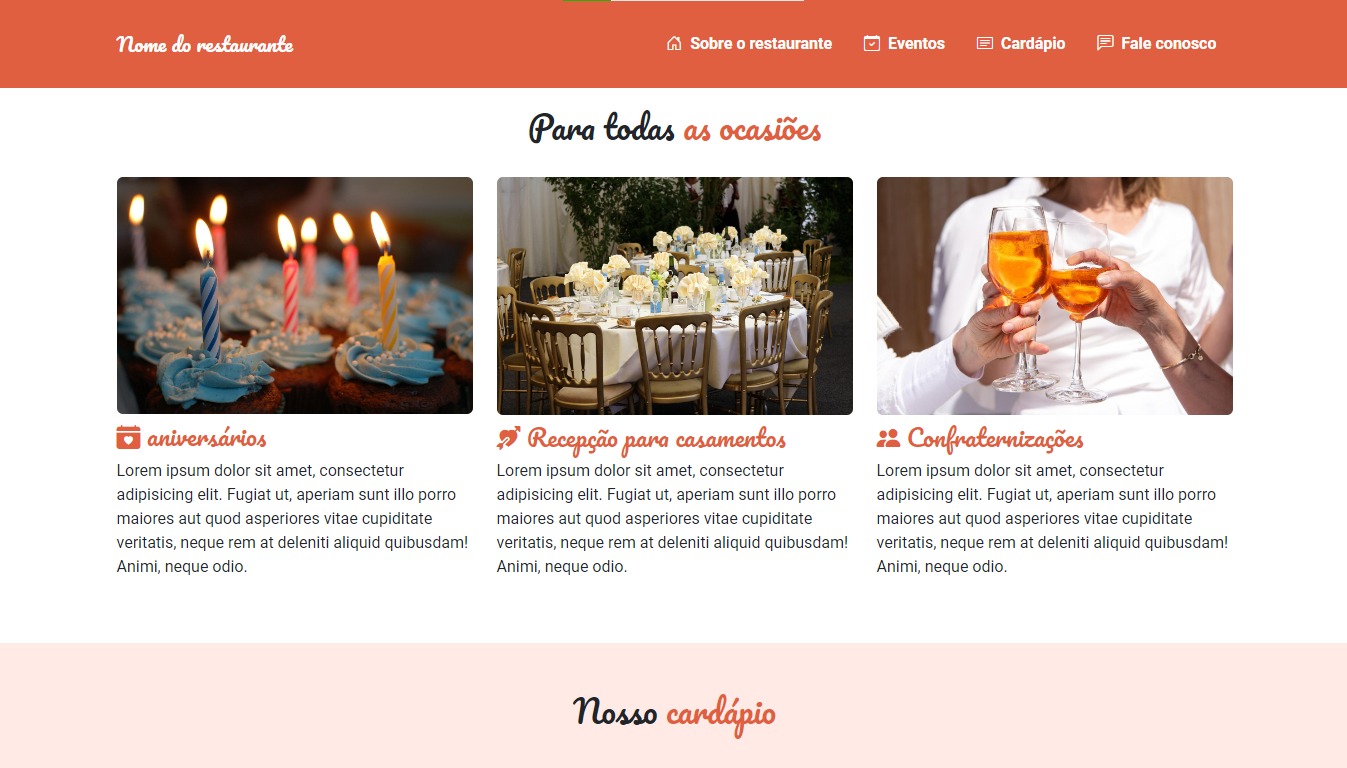 Nome do restaurante
Sobre o restaurante Eventos Cardápio Fale conosco
Para todas as ocasiões
aniversários
Lorem ipsum dolor sit amet, consectetur
adipisicing elit. Fugiat ut, aperiam sunt illo porro
maiores aut quod asperiores vitae cupiditate
veritatis, neque rem at deleniti aliquid quibusdam!
Animi, neque odio.
Recepção para casamentos
Lorem ipsum dolor sit amet, consectetur
adipisicing elit. Fugiat ut, aperiam sunt illo porro
maiores aut quod asperiores vitae cupiditate
veritatis, neque rem at deleniti aliquid quibusdam!
Animi, neque odio.
Confraternizações
Lorem ipsum dolor sit amet, consectetur
adipisicing elit. Fugiat ut, aperiam sunt illo porro
maiores aut quod asperiores vitae cupiditate
veritatis, neque rem at deleniti aliquid quibusdam!
Animi, neque odio.
Nosso cardápio